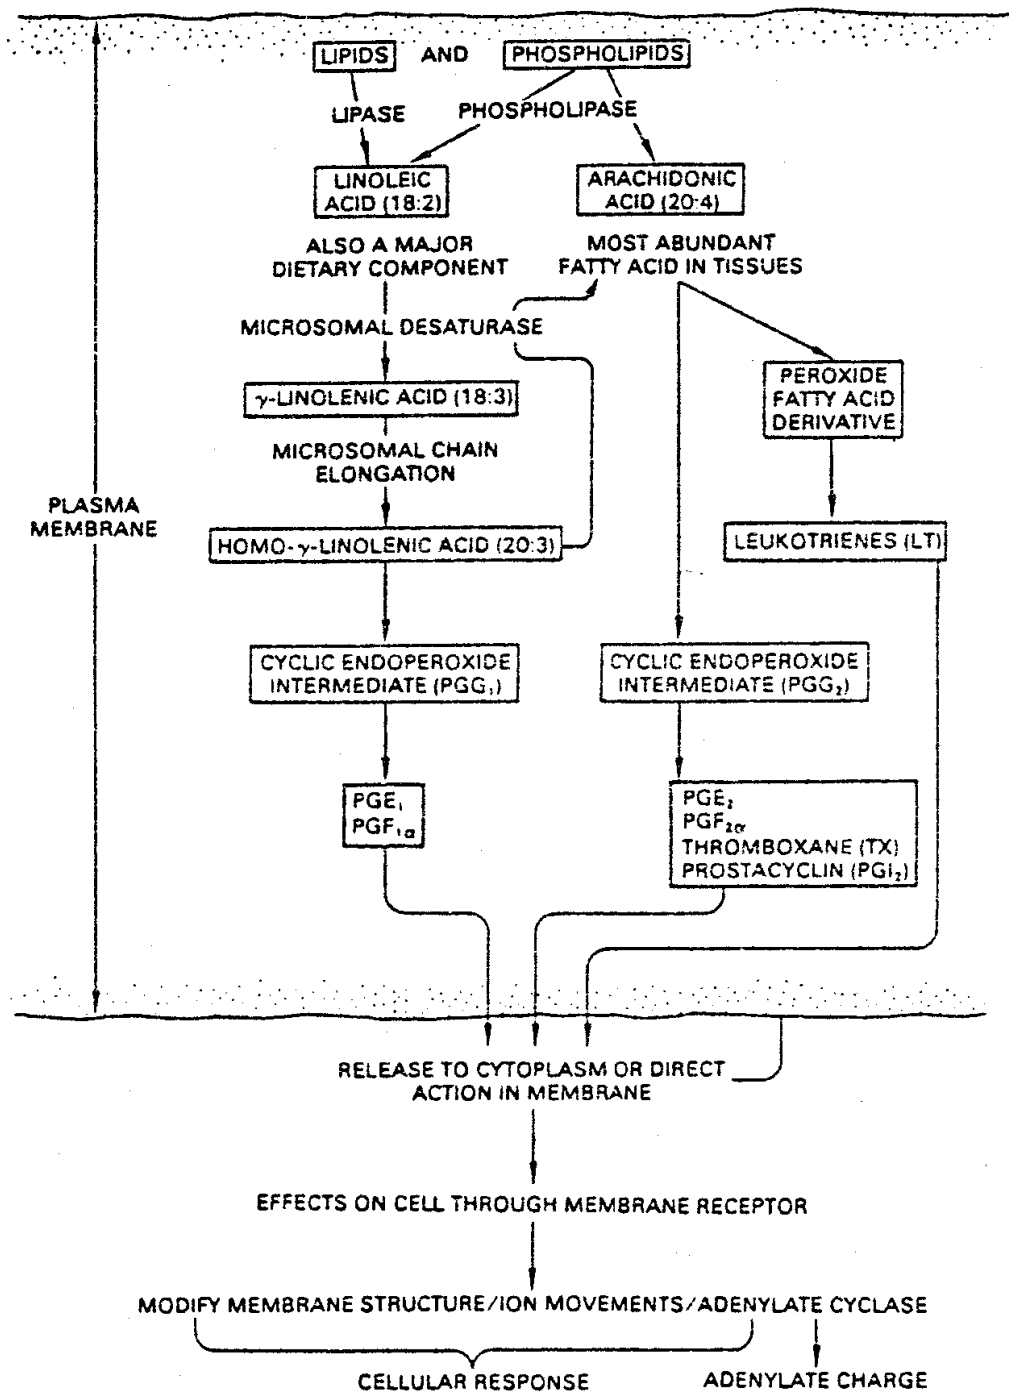 LIPIDS AND PHOSPHOLIPIDS
LIPASE PHOSPHOLIPASE
LINOLEIC
ACID (18:2)
ARACHIDONIC
ACID (20:4)
ALSO A MAJOR
DIETARY COMPONENT
MOST ABUNDANT
FATTY ACID IN TISSUES
MICROSOMAL DESATURASE
γ-LINOLENIC ACID (18:3)
PEROXIDE
FATTY ACID
DERIVATIVE
MICROSOMAL CHAIN
ELONGATION
PLASMA
MEMBRANE
HOMO-γ-LINOLENIC ACID (20:3)
LEUKOTRIENES (LT)
CYCLIC ENDOPEROXIDE
INTERMEDIATE (PGG₁)
CYCLIC ENDOPEROXIDE
INTERMEDIATE (PGG₂)
PGE₁
PGF₁α
PGE₂
PGF₂α
THROMBOXANE (TX)
PROSTACYCLIN (PGI₂)
RELEASE TO CYTOPLASM OR DIRECT
ACTION IN MEMBRANE
EFFECTS ON CELL THROUGH MEMBRANE RECEPTOR
MODIFY MEMBRANE STRUCTURE/ION MOVEMENTS/ADENYLATE CYCLASE
CELLULAR RESPONSE ADENYLATE CHARGE